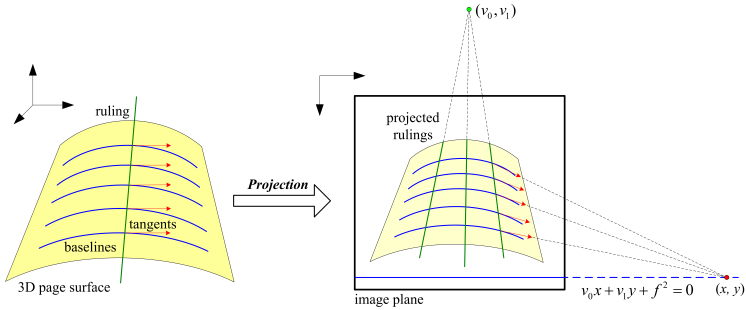 ruling
tangents
baselines
3D page surface
Projection
(v₀, v₁)
projected
rulings
image plane
v₀x + v₁y + f² = 0
(x, y)